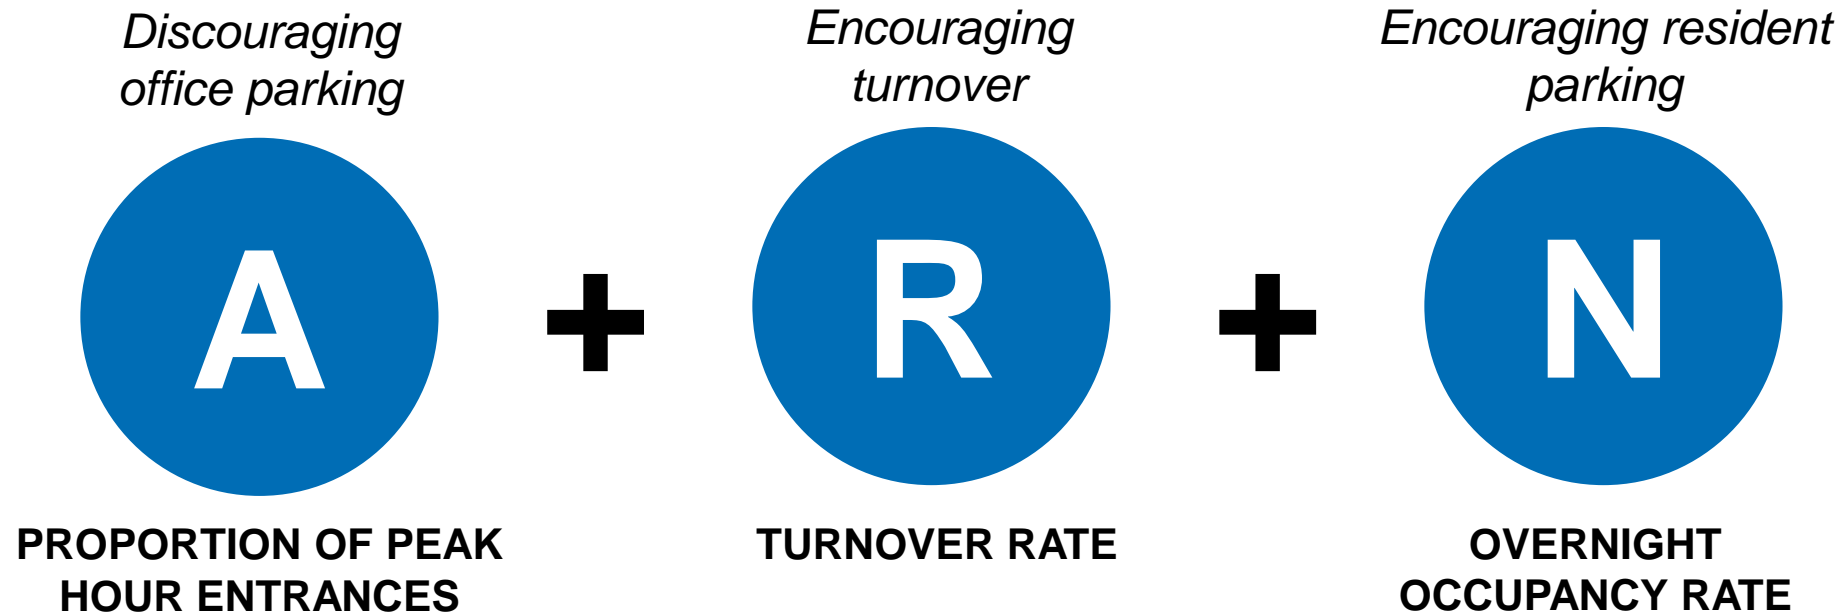 Discouraging
office parking
A
PROPORTION OF PEAK
HOUR ENTRANCES
+
Encouraging
turnover
R
TURNOVER RATE
+
Encouraging resident
parking
N
OVERNIGHT
OCCUPANCY RATE